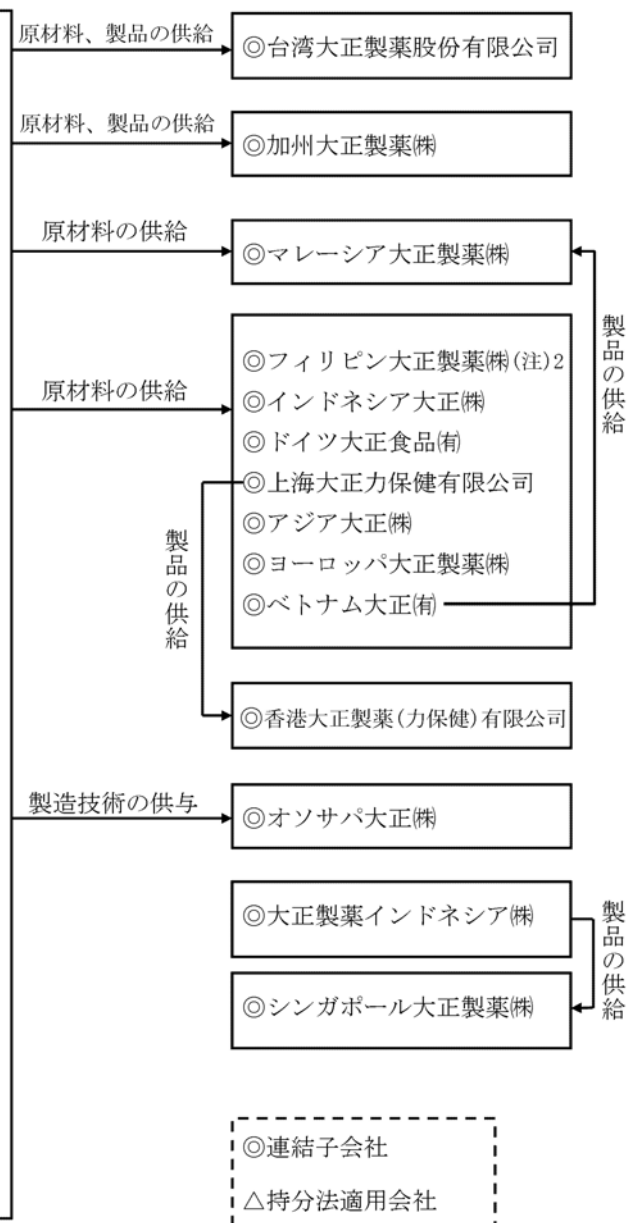 原材料、製品の供給
◎台湾大正製薬股份有限公司
原材料、製品の供給
◎加州大正製薬㈱
原材料の供給
◎マレーシア大正製薬㈱
製品の供給
原材料の供給
◎フィリピン大正製薬㈱(注)2
◎インドネシア大正㈱
◎ドイツ大正食品㈲
◎上海大正力保健有限公司
◎アジア大正㈱
◎ヨーロッパ大正製薬㈱
◎ベトナム大正㈲
製品の供給
◎香港大正製薬(力保健)有限公司
製造技術の供与
◎オソサパ大正㈱
◎大正製薬インドネシア㈱
製品の供給
◎シンガポール大正製薬㈱
◎連結子会社
△持分法適用会社